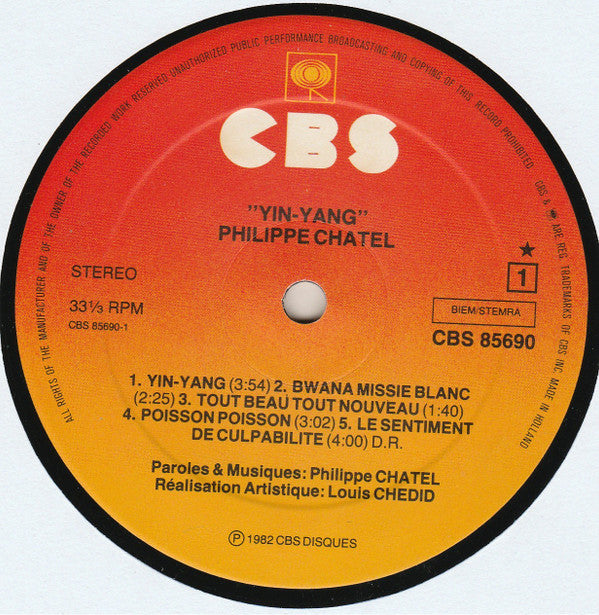 ALL RIGHTS OF THE MANUFACTURER AND OF THE OWNER OF THE RECORDED WORK RESERVED UNAUTHORIZED PUBLIC PERFORMANCE BROADCASTING AND COPYING OF THIS RECORD PROHIBITED. CBS & ARE REG. TRADEMARKS OF CBS INC. MADE IN HOLLAND
CBS
"YIN-YANG"
PHILIPPE CHATEL
STEREO
★
1
33⅓ RPM
BIEM/STEMRA
CBS 85690-1
CBS 85690
1. YIN-YANG (3:54) 2. BWANA MISSIE BLANC
(2:25) 3. TOUT BEAU TOUT NOUVEAU (1:40)
4. POISSON POISSON (3:02) 5. LE SENTIMENT
DE CULPABILITE (4:00) D.R.
Paroles & Musiques: Philippe CHATEL
Réalisation Artistique: Louis CHEDID
℗ 1982 CBS DISQUES